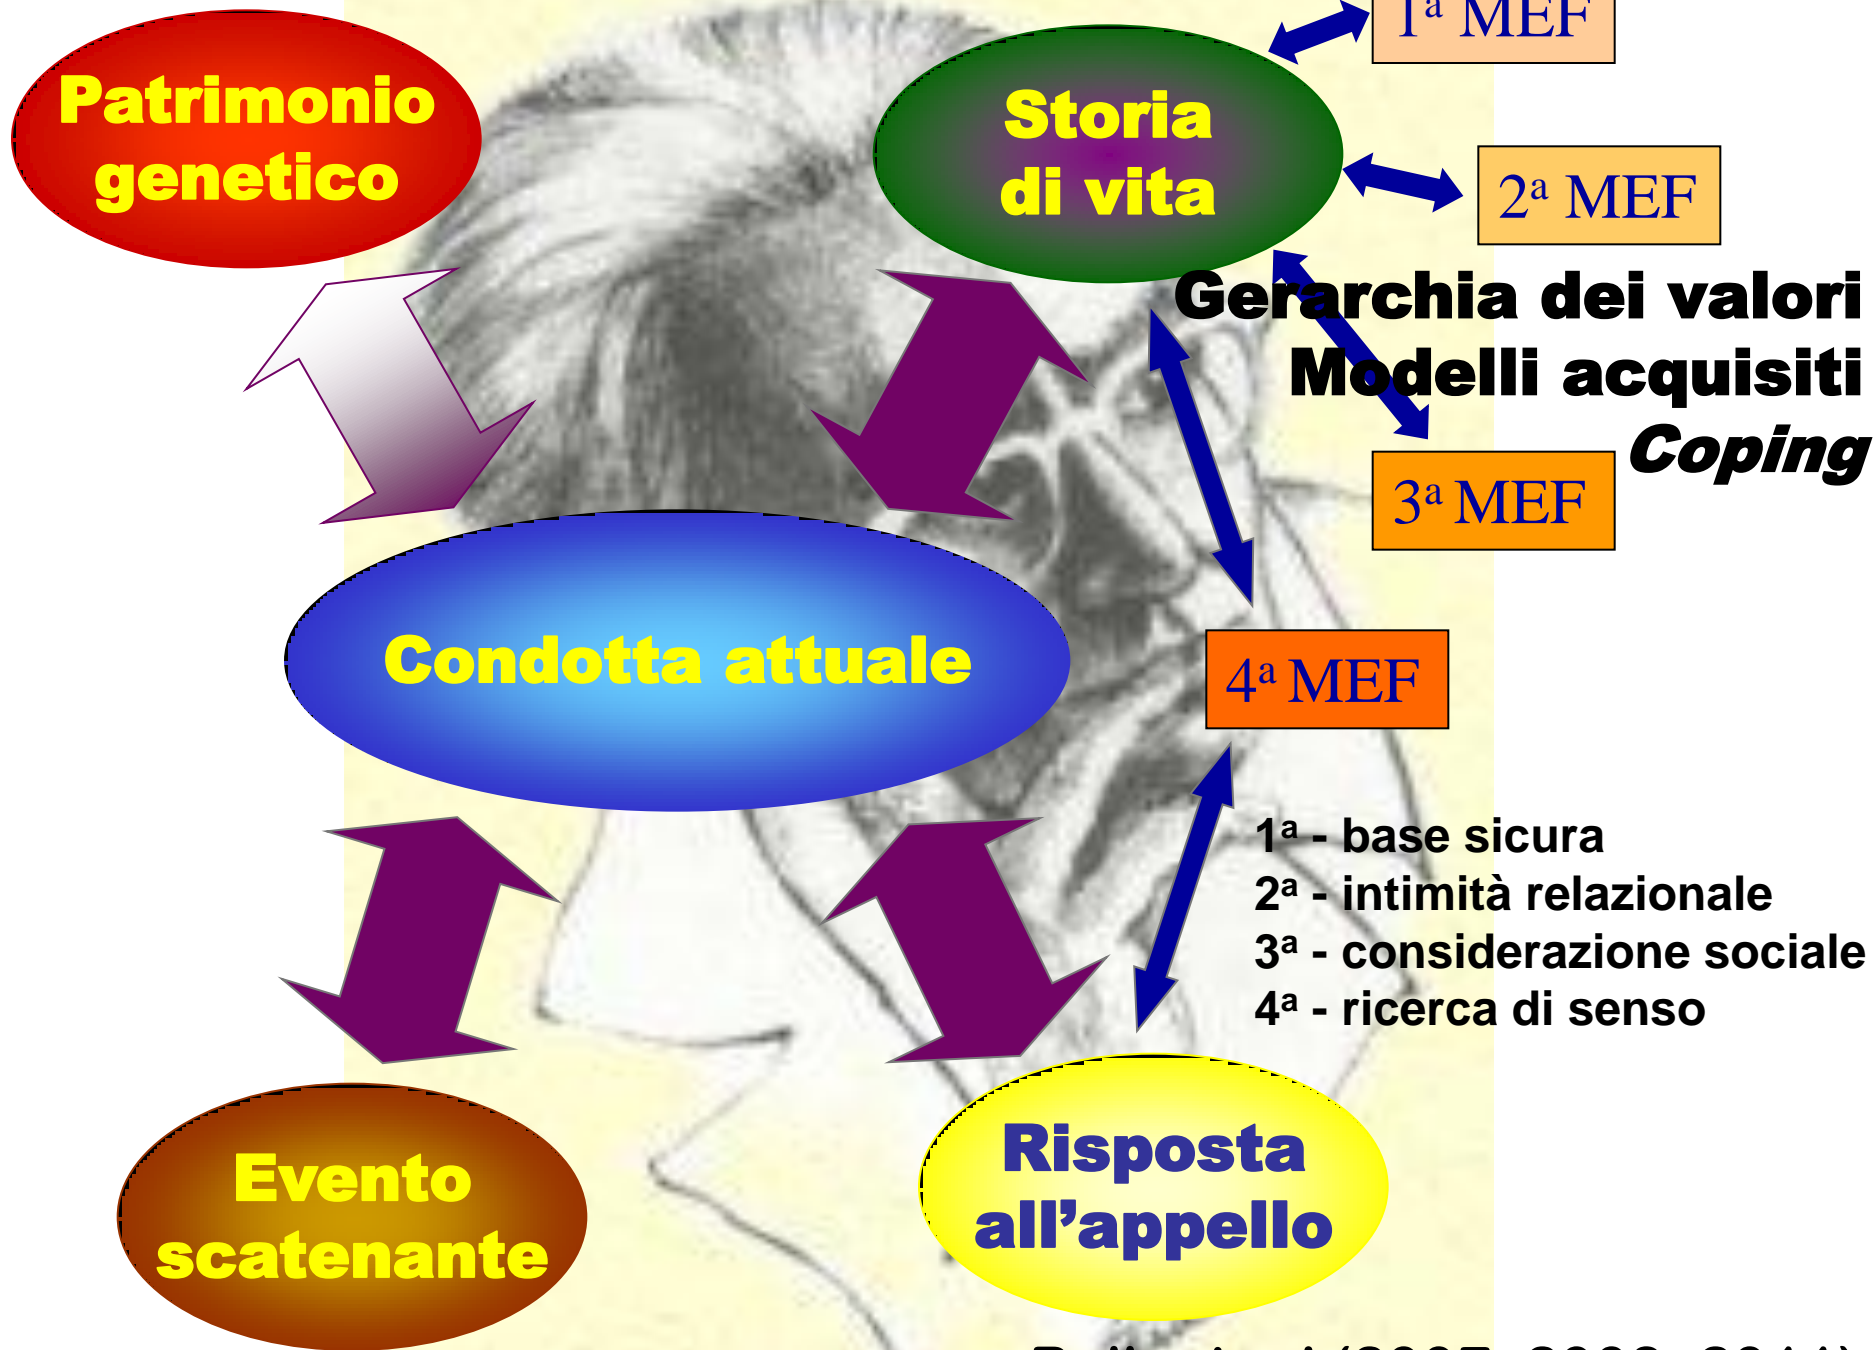 1ª MEF
Patrimonio
genetico
Storia
di vita
2ª MEF
Gerarchia dei valori
Modelli acquisiti
Coping
3ª MEF
Condotta attuale
4ª MEF
1ª - base sicura
2ª - intimità relazionale
3ª - considerazione sociale
4ª - ricerca di senso
Evento
scatenante
Risposta
all’appello